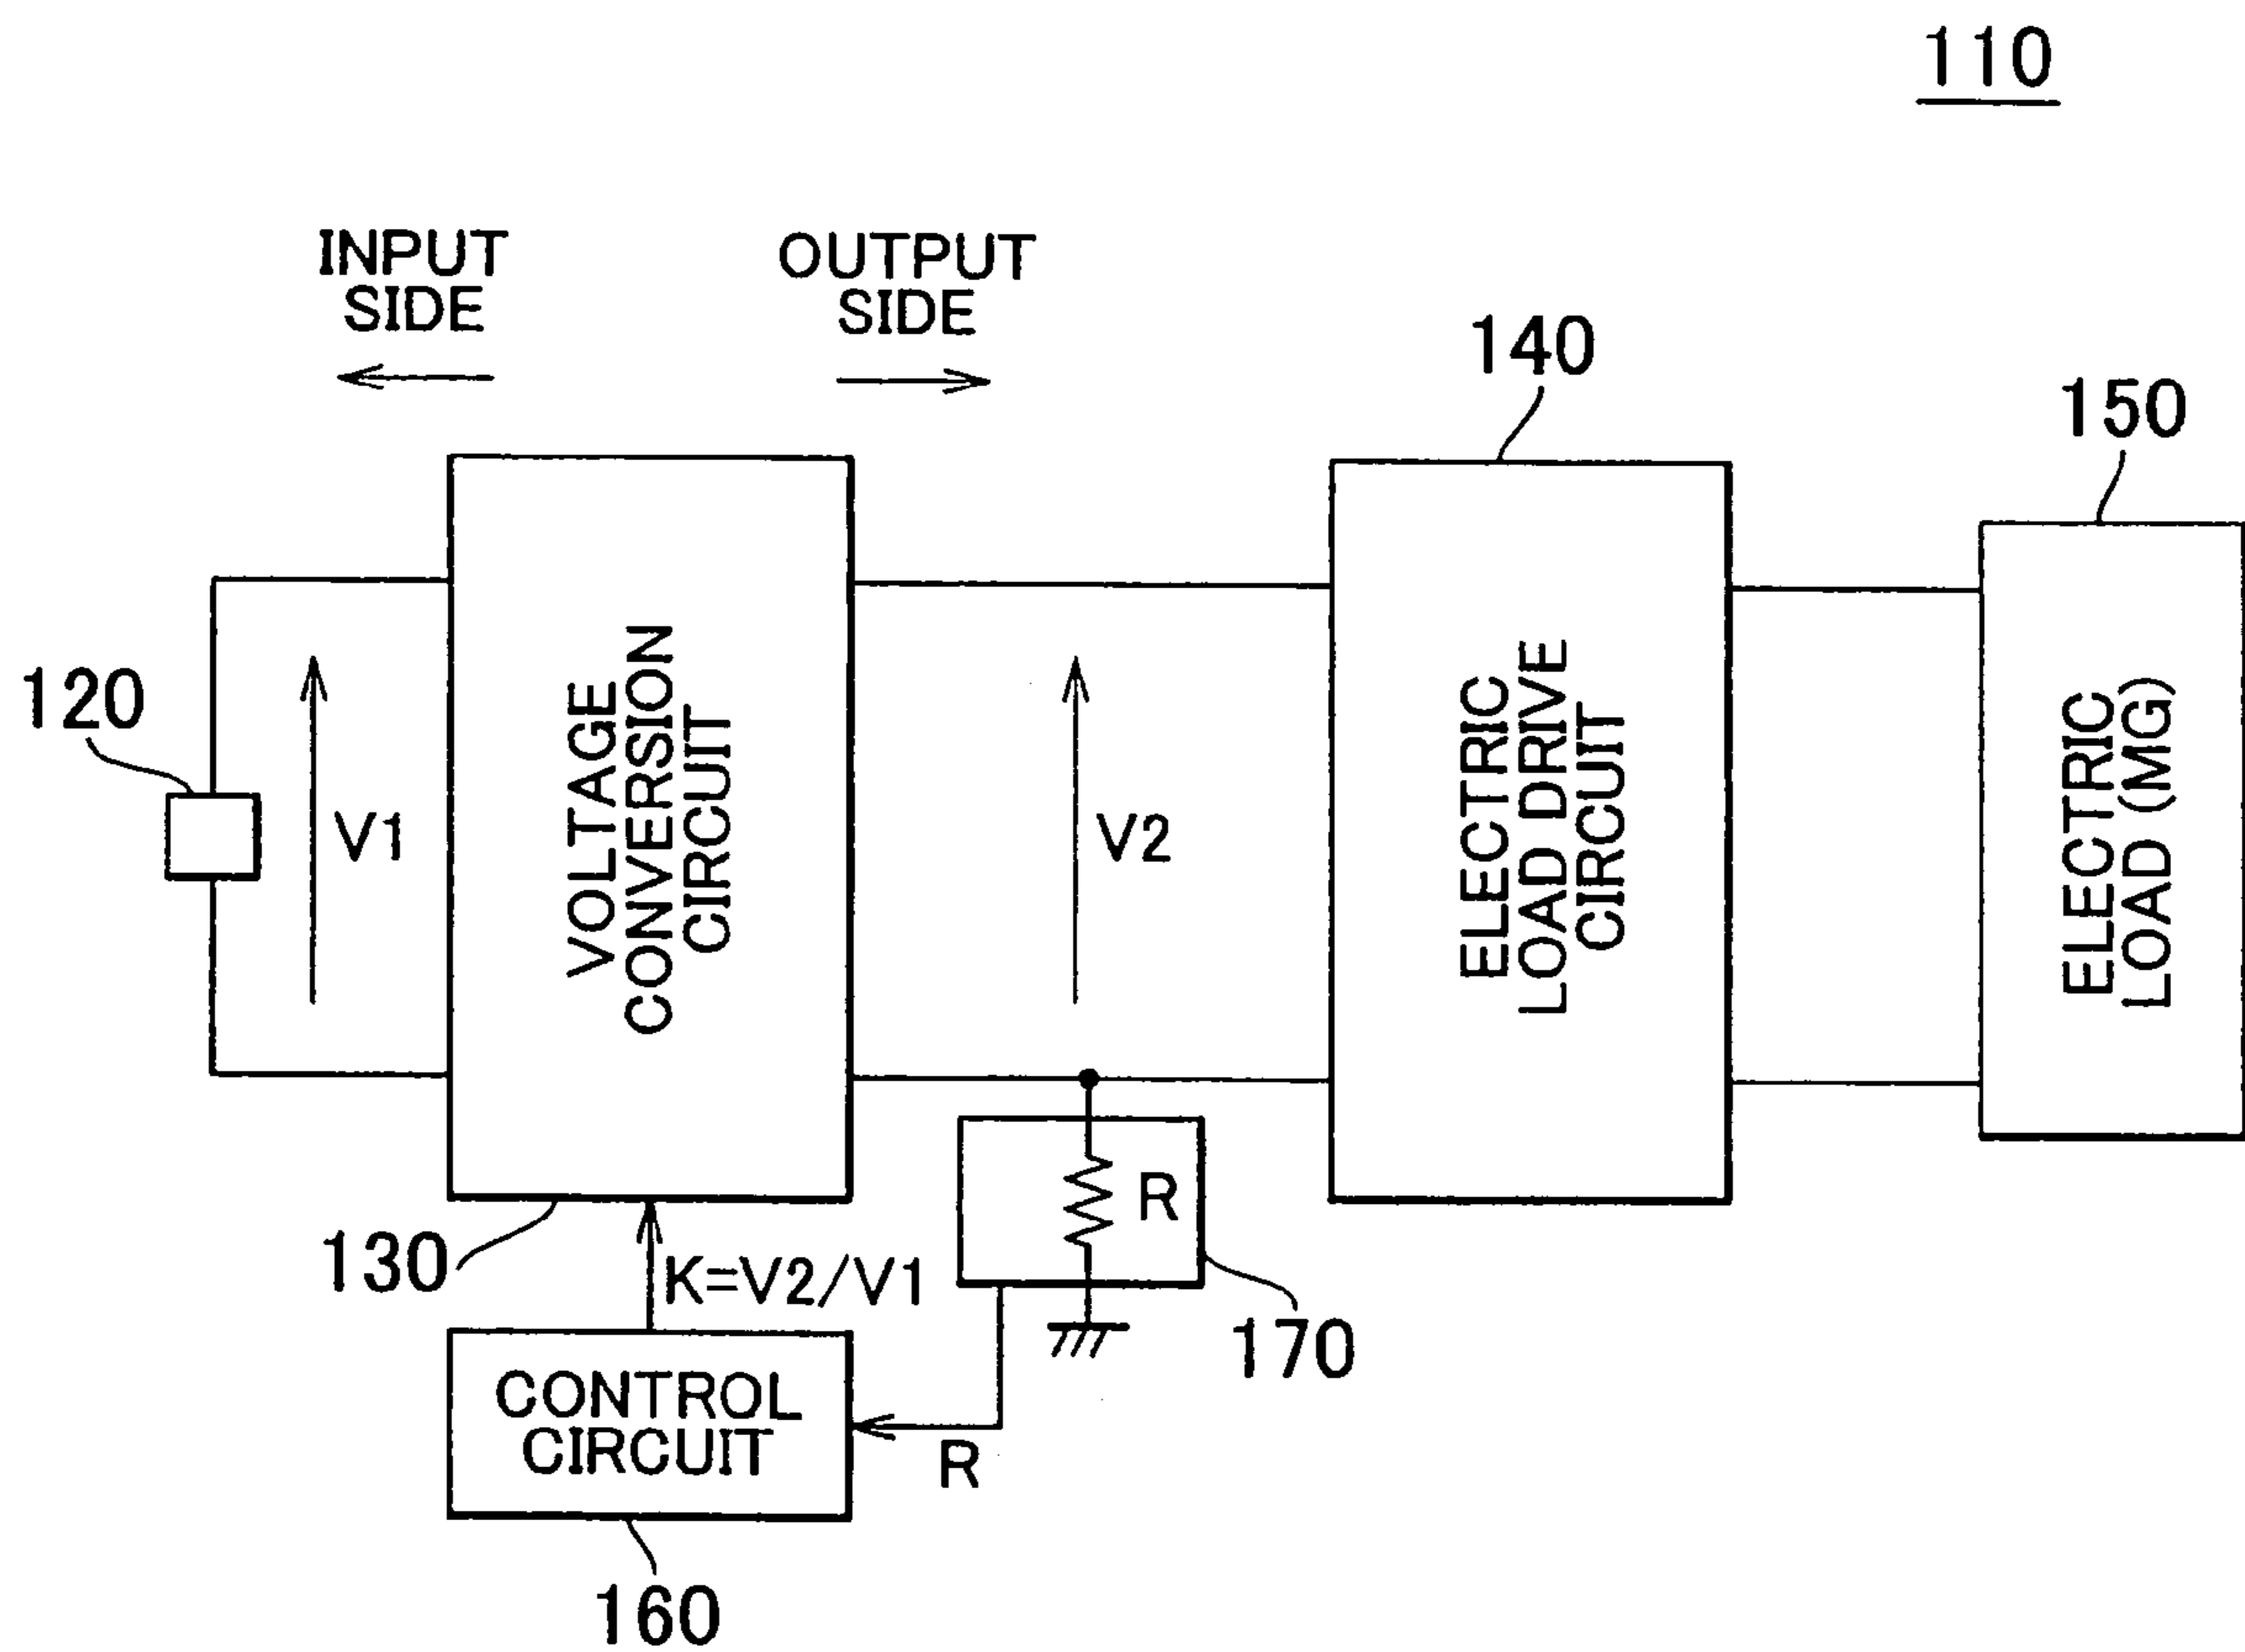 110
INPUT
SIDE
OUTPUT
SIDE
140
150
120
V1
VOLTAGE
CONVERSION
CIRCUIT
V2
ELECTRIC
LOAD DRIVE
CIRCUIT
ELECTRIC
LOAD (MG)
130
K=V2/V1
R
170
CONTROL
CIRCUIT
R
160